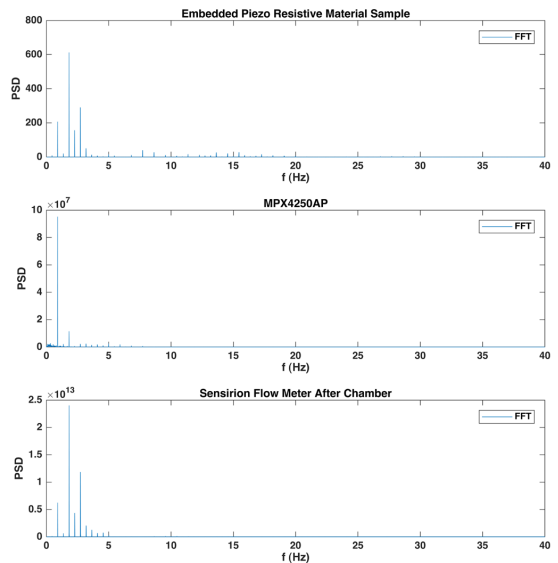 Embedded Piezo Resistive Material Sample
800
600
400
200
0
PSD
FFT
0 5 10 15 20 25 30 35 40
f (Hz)
MPX4250AP
×10⁷
10
8
6
4
2
0
PSD
FFT
0 5 10 15 20 25 30 35 40
f (Hz)
Sensirion Flow Meter After Chamber
×10¹³
2.5
2
1.5
1
0.5
0
PSD
FFT
0 5 10 15 20 25 30 35 40
f (Hz)